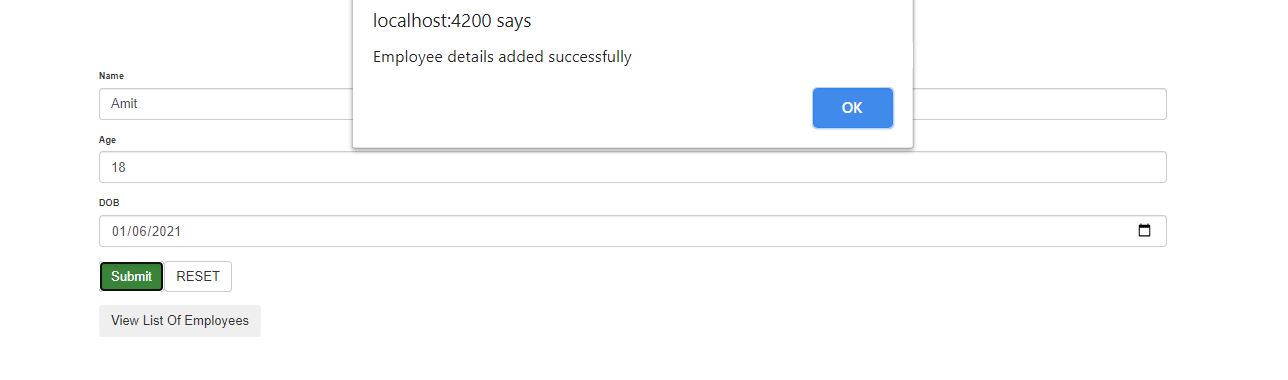 localhost:4200 says
Employee details added successfully
OK
Name
Amit
Age
18
DOB
01/06/2021
Submit RESET
View List Of Employees